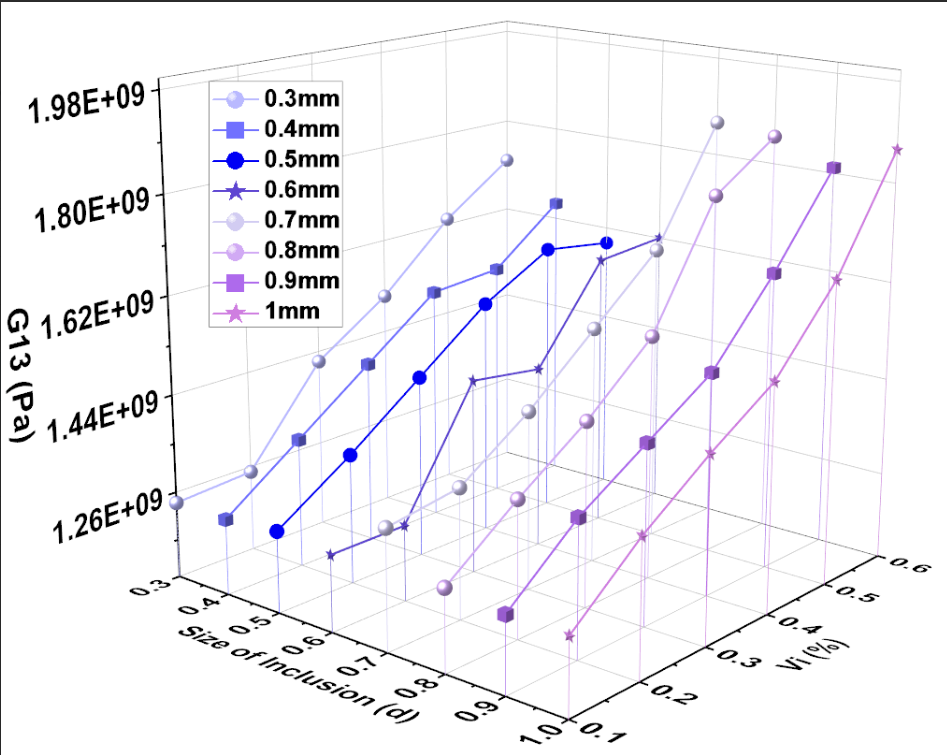 1.98E+09
1.80E+09
1.62E+09
1.44E+09
1.26E+09
G13 (Pa)
0.3mm
0.4mm
0.5mm
0.6mm
0.7mm
0.8mm
0.9mm
1mm
0.3
0.4
0.5
0.6
0.7
0.8
0.9
1.0
Size of Inclusion (d)
0.1
0.2
0.3
0.4
0.5
0.6
Vi (%)